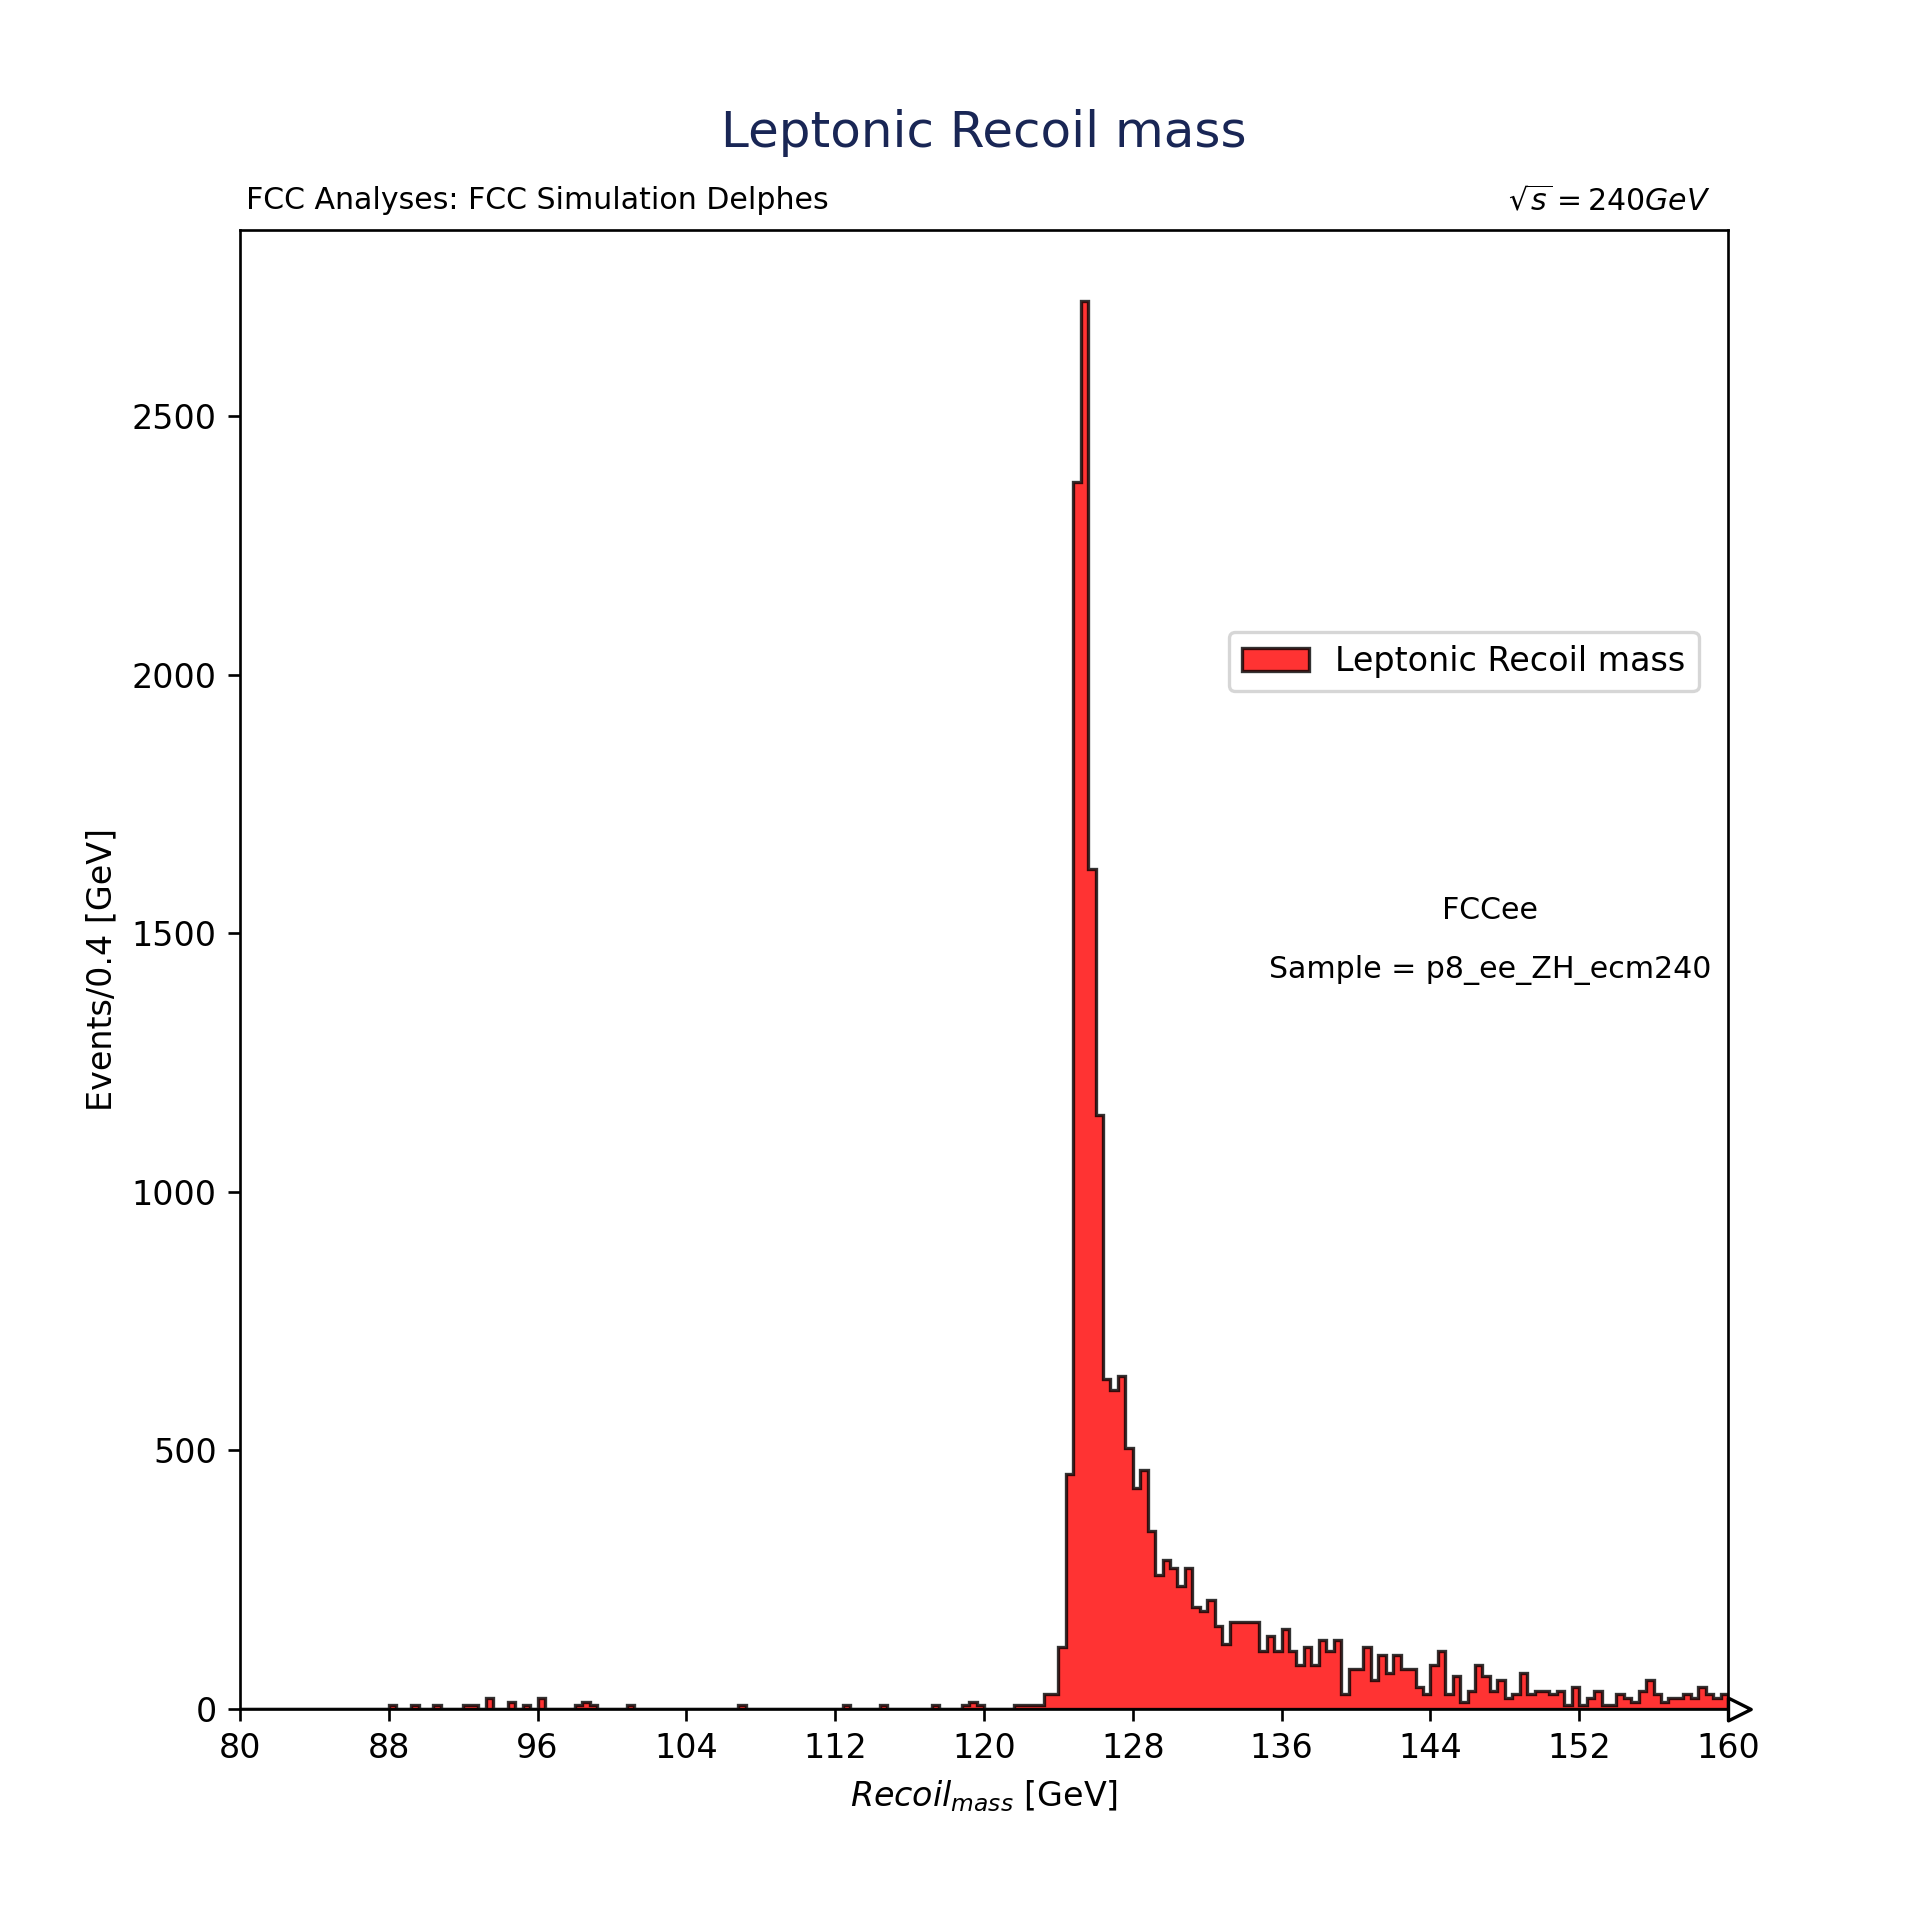 Leptonic Recoil mass
FCC Analyses: FCC Simulation Delphes
√s = 240GeV
2500
2000
1500
1000
500
0
Events/0.4 [GeV]
Leptonic Recoil mass
FCCee
Sample = p8_ee_ZH_ecm240
80 88 96 104 112 120 128 136 144 152 160
Recoil_mass [GeV]